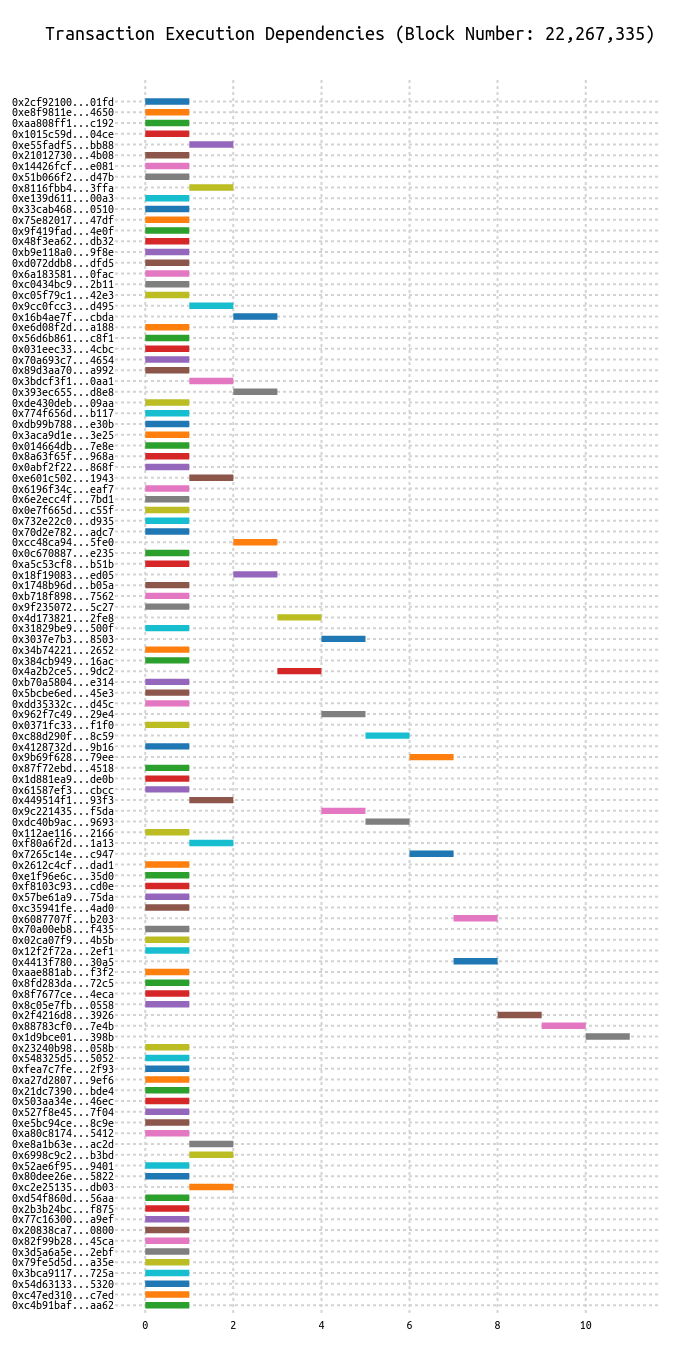 Transaction Execution Dependencies (Block Number: 22,267,335)
0x2cf92100...01fd
0xe8f9811e...4650
0xaa808ff1...c192
0x1015c59d...04ce
0xe55fadf5...bb88
0x21012730...4b08
0x14426fcf...e081
0x51b066f2...d47b
0x8116fbb4...3ffa
0xe139d611...00a3
0x33cab468...0510
0x75e82017...47df
0x9f419fad...4e0f
0x48f3ea62...db32
0xb9e118a0...9f8e
0xd072ddb8...dfd5
0x6a183581...0fac
0xc0434bc9...2b11
0xc05f79c1...42e3
0x9cc0fcc3...d495
0x16b4ae7f...cbda
0xe6d08f2d...a188
0x56d6b861...c8f1
0x031eec33...4cbc
0x70a693c7...4654
0x89d3aa70...a992
0x3bdcf3f1...0aa1
0x393ec655...d8e8
0xde430deb...09aa
0x774f656d...b117
0xdb99b788...e30b
0x3aca9d1e...3e25
0x014664db...7e8e
0x8a63f65f...968a
0x0abf2f22...868f
0xe601c502...1943
0x6196f34c...eaf7
0x6e2ecc4f...7bd1
0x0e7f665d...c55f
0x732e22c0...d935
0x70d2e782...adc7
0xcc48ca94...5fe0
0x0c670887...e235
0xa5c53cf8...b51b
0x18f19083...ed05
0x1748b96d...b05a
0xb718f898...7562
0x9f235072...5c27
0x4d173821...2fe8
0x31829be9...500f
0x3037e7b3...8503
0x34b74221...2652
0x384cb949...16ac
0x4a2b2ce5...9dc2
0xb70a5804...e314
0x5bcbe6ed...45e3
0xdd35332c...d45c
0x962f7c49...29e4
0x0371fc33...f1f0
0xc88d290f...8c59
0x4128732d...9b16
0x9b69f628...79ee
0x87f72ebd...4518
0x1d881ea9...de0b
0x61587ef3...cbcc
0x449514f1...93f3
0x9c221435...f5da
0xdc40b9ac...9693
0x112ae116...2166
0xf80a6f2d...1a13
0x7265c14e...c947
0x2612c4cf...dad1
0xe1f96e6c...35d0
0xf8103c93...cd0e
0x57be61a9...75da
0xc35941fe...4ad0
0x6087707f...b203
0x70a00eb8...f435
0x02ca07f9...4b5b
0x12f2f72a...2ef1
0x4413f780...30a5
0xaae881ab...f3f2
0x8fd283da...72c5
0x8f7677ce...4eca
0x8c05e7fb...0558
0x2f4216d8...3926
0x88783cf0...7e4b
0x1d9bce01...398b
0x23240b98...058b
0x548325d5...5052
0xfea7c7fe...2f93
0xa27d2807...9ef6
0x21dc7390...bde4
0x503aa34e...46ec
0x527f8e45...7f04
0xe5bc94ce...8c9e
0xa80c8174...5412
0xe8a1b63e...ac2d
0x6998c9c2...b3bd
0x52ae6f95...9401
0x80dee26e...5822
0xc2e25135...db03
0xd54f860d...56aa
0x2b3b24bc...f875
0x77c16300...a9ef
0x20838ca7...0800
0x82f99b28...45ca
0x3d5a6a5e...2ebf
0x79fe5d5d...a35e
0x3bca9117...725a
0x54d63133...5320
0xc47ed310...c7ed
0xc4b91baf...aa62
0 2 4 6 8 10